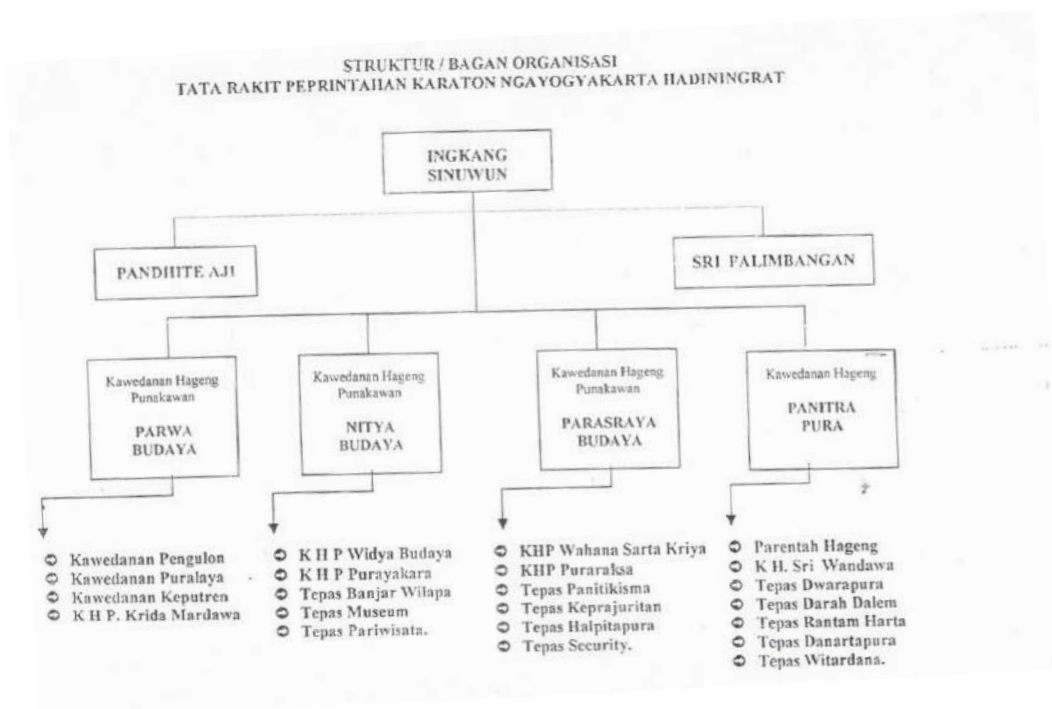 STRUKTUR / BAGAN ORGANISASI
TATA RAKIT PEPRINTAHAN KARATON NGAYOGYAKARTA HADININGRAT
INGKANG
SINUWUN
PANDHITE AJI
SRI PALIMBANGAN
Kawedanan Hageng
Punakawan
PARWA
BUDAYA
Kawedanan Hageng
Punakawan
NITYA
BUDAYA
Kawedanan Hageng
Punakawan
PARASRAYA
BUDAYA
Kawedanan Hageng
PANITRA
PURA
Kawedanan Pengulon
Kawedanan Puralaya
Kawedanan Keputren
K H P. Krida Mardawa
K H P Widya Budaya
K H P Purayakara
Tepas Banjar Wilapa
Tepas Museum
Tepas Pariwisata.
KHP Wahana Sarta Kriya
KHP Puraraksa
Tepas Panitikisma
Tepas Keprajuritan
Tepas Halpitapura
Tepas Security.
Parentah Hageng
K H. Sri Wandawa
Tepas Dwarapura
Tepas Darah Dalem
Tepas Rantam Harta
Tepas Danartapura
Tepas Witardana.